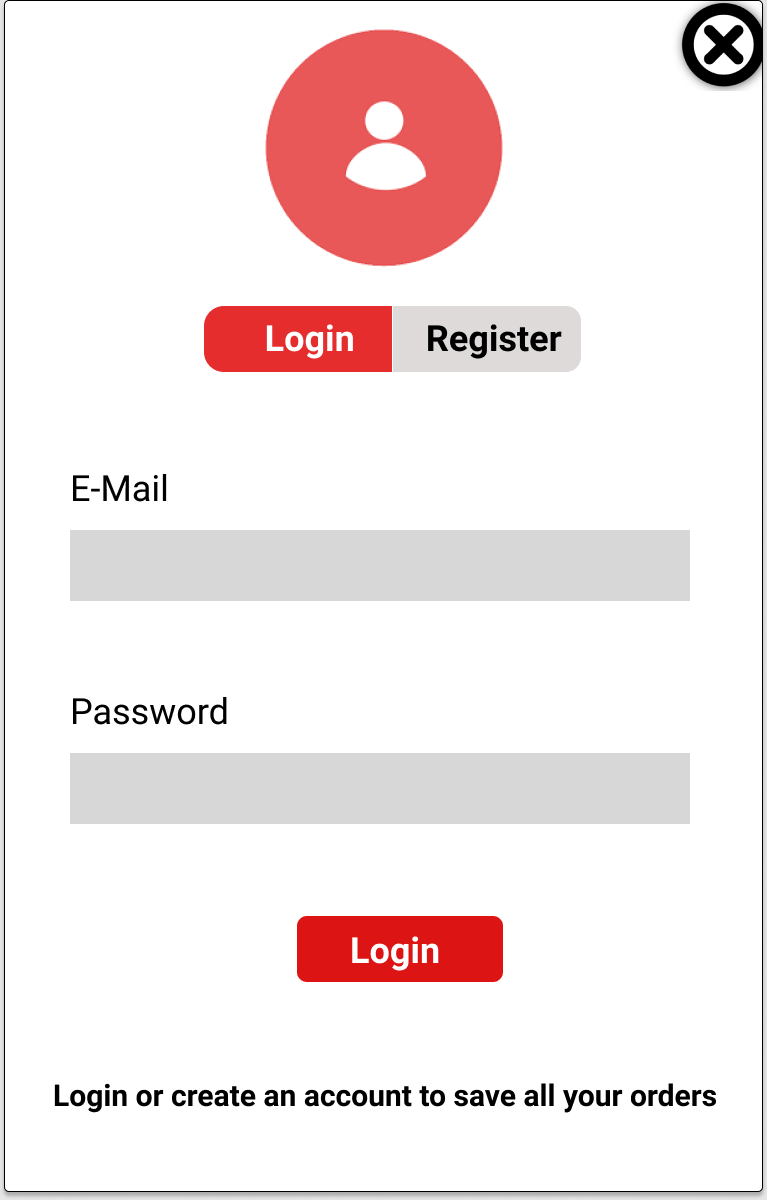 Login
Register
E-Mail
Password
Login
Login or create an account to save all your orders